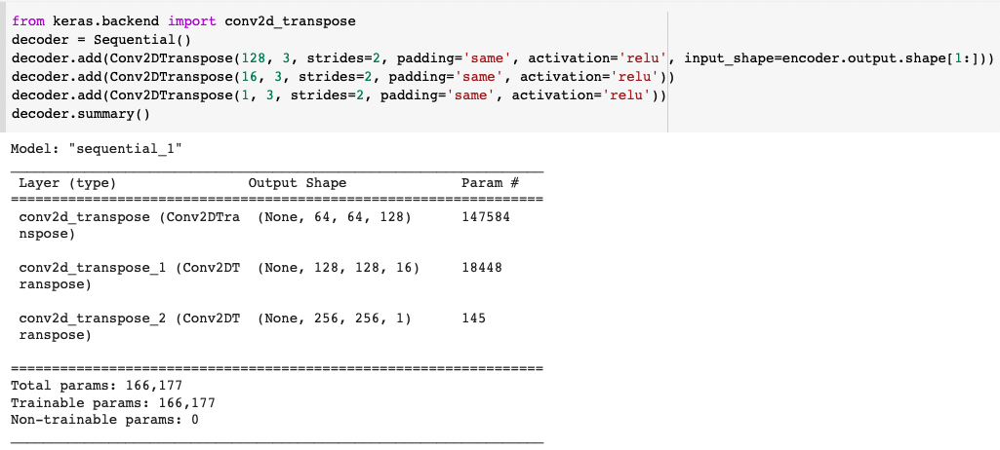 from keras.backend import conv2d_transpose
decoder = Sequential()
decoder.add(Conv2DTranspose(128, 3, strides=2, padding='same', activation='relu', input_shape=encoder.output.shape[1:]))
decoder.add(Conv2DTranspose(16, 3, strides=2, padding='same', activation='relu'))
decoder.add(Conv2DTranspose(1, 3, strides=2, padding='same', activation='relu'))
decoder.summary()
Model: "sequential_1"
_________________________________________________________________
Layer (type) Output Shape Param #
=================================================================
conv2d_transpose (Conv2DTra (None, 64, 64, 128) 147584
nspose)
conv2d_transpose_1 (Conv2DT (None, 128, 128, 16) 18448
ranspose)
conv2d_transpose_2 (Conv2DT (None, 256, 256, 1) 145
ranspose)
=================================================================
Total params: 166,177
Trainable params: 166,177
Non-trainable params: 0
_________________________________________________________________